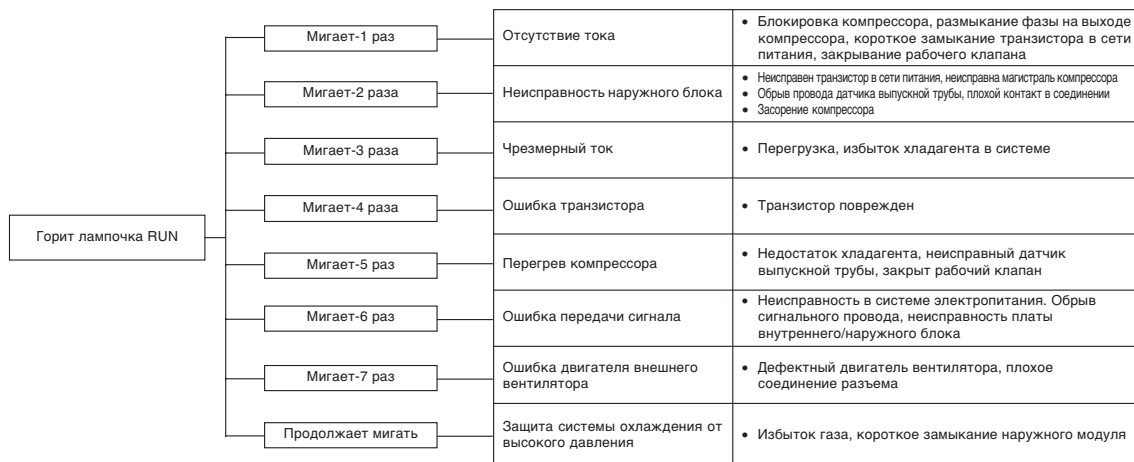 Мигает-1 раз
Отсутствие тока
• Блокировка компрессора, размыкание фазы на выходе
компрессора, короткое замыкание транзистора в сети
питания, закрывание рабочего клапана
Мигает-2 раза
Неисправность наружного блока
• Неисправен транзистор в сети питания, неисправна магистраль компрессора
• Обрыв провода датчика выпускной трубы, плохой контакт в соединении
• Засорение компрессора
Мигает-3 раза
Чрезмерный ток
• Перегрузка, избыток хладагента в системе
Мигает-4 раза
Ошибка транзистора
• Транзистор поврежден
Горит лампочка RUN
Мигает-5 раз
Перегрев компрессора
• Недостаток хладагента, неисправный датчик
выпускной трубы, закрыт рабочий клапан
Мигает-6 раз
Ошибка передачи сигнала
• Неисправность в системе электропитания. Обрыв
сигнального провода, неисправность платы
внутреннего/наружного блока
Мигает-7 раз
Ошибка двигателя внешнего
вентилятора
• Дефектный двигатель вентилятора, плохое
соединение разъема
Продолжает мигать
Защита системы охлаждения от
высокого давления
• Избыток газа, короткое замыкание наружного модуля